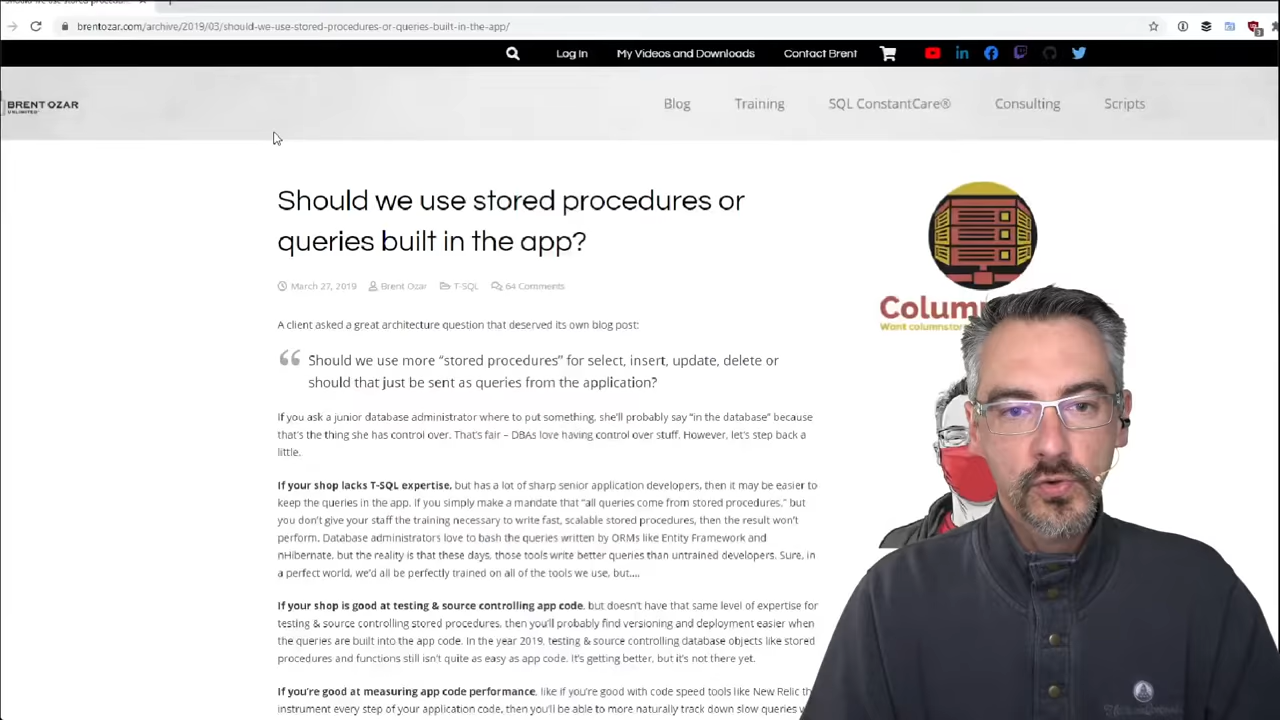 brentozar.com/archive/2019/03/should-we-use-stored-procedures-or-queries-built-in-the-app/
Log In
My Videos and Downloads
Contact Brent
BRENT OZAR
UNLIMITED
Blog
Training
SQL ConstantCare®
Consulting
Scripts
Should we use stored procedures or
queries built in the app?
March 27, 2019
Brent Ozar
T-SQL
64 Comments
A client asked a great architecture question that deserved its own blog post:
“ Should we use more “stored procedures” for select, insert, update, delete or
should that just be sent as queries from the application?
If you ask a junior database administrator where to put something, she’ll probably say “in the database” because
that’s the thing she has control over. That’s fair – DBAs love having control over stuff. However, let’s step back a
little.
If your shop lacks T-SQL expertise, but has a lot of sharp senior application developers, then it may be easier to
keep the queries in the app. If you simply make a mandate that “all queries come from stored procedures,” but
you don’t give your staff the training necessary to write fast, scalable stored procedures, then the result won’t
perform. Database administrators love to bash the queries written by ORMs like Entity Framework and
nHibernate, but the reality is that these days, those tools write better queries than untrained developers. Sure, in
a perfect world, we’d all be perfectly trained on all of the tools we use, but….
If your shop is good at testing & source controlling app code, but doesn’t have that same level of expertise for
testing & source controlling stored procedures, then you’ll probably find versioning and deployment easier when
the queries are built into the app code. In the year 2019, testing & source controlling database objects like stored
procedures and functions still isn’t quite as easy as app code. It’s getting better, but it’s not there yet.
If you’re good at measuring app code performance, like if you’re good with code speed tools like New Relic th
instrument every step of your application code, then you’ll be able to more naturally track down slow queries
Colum
Want columnstor